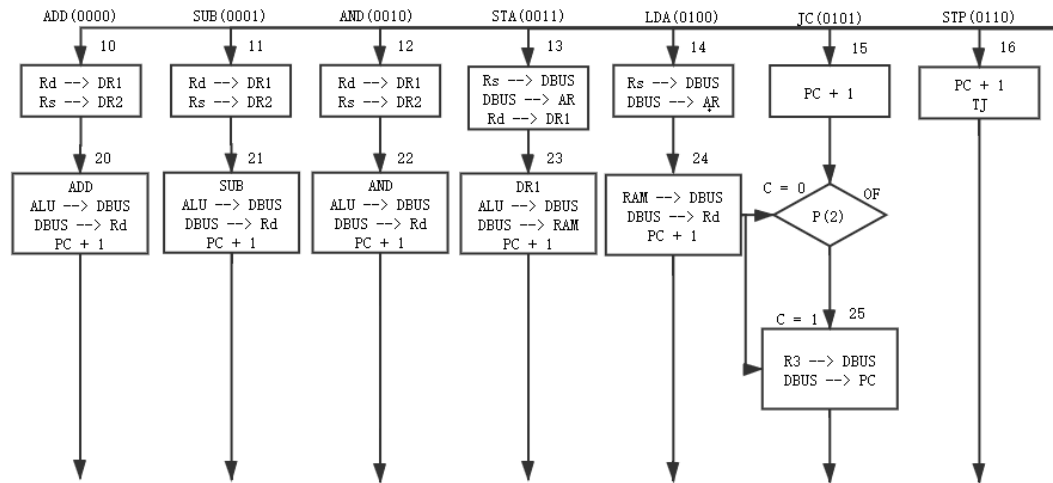 ADD(0000) SUB(0001) AND(0010) STA(0011) LDA(0100) JC(0101) STP(0110)
10 11 12 13 14 15 16
Rd --> DR1
Rs --> DR2
Rd --> DR1
Rs --> DR2
Rd --> DR1
Rs --> DR2
Rs --> DBUS
DBUS --> AR
Rd --> DR1
Rs --> DBUS
DBUS --> AR
PC + 1
PC + 1
TJ
20 21 22 23 24
ADD
ALU --> DBUS
DBUS --> Rd
PC + 1
SUB
ALU --> DBUS
DBUS --> Rd
PC + 1
AND
ALU --> DBUS
DBUS --> Rd
PC + 1
DR1
ALU --> DBUS
DBUS --> RAM
PC + 1
RAM --> DBUS
DBUS --> Rd
PC + 1
C = 0
OF
P(2)
C = 1
25
R3 --> DBUS
DBUS --> PC